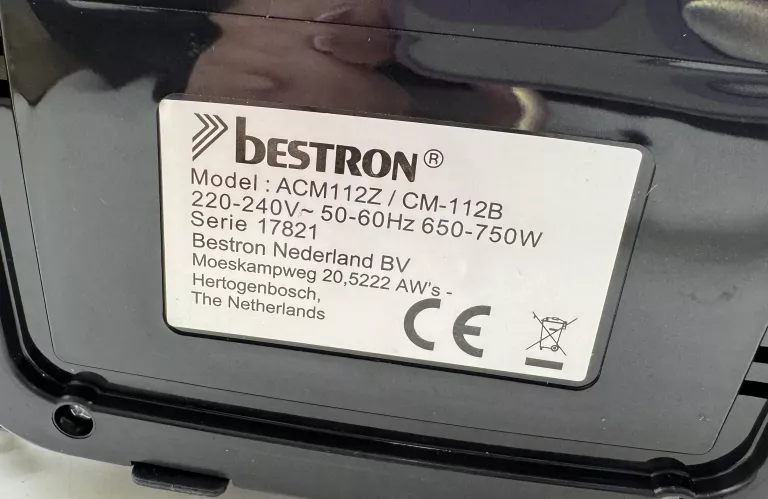 bESTRON®
Model : ACM112Z / CM-112B
220-240V~ 50-60Hz 650-750W
Serie 17821
Bestron Nederland BV
Moeskampweg 20,5222 AW's -
Hertogenbosch,
The Netherlands
CE